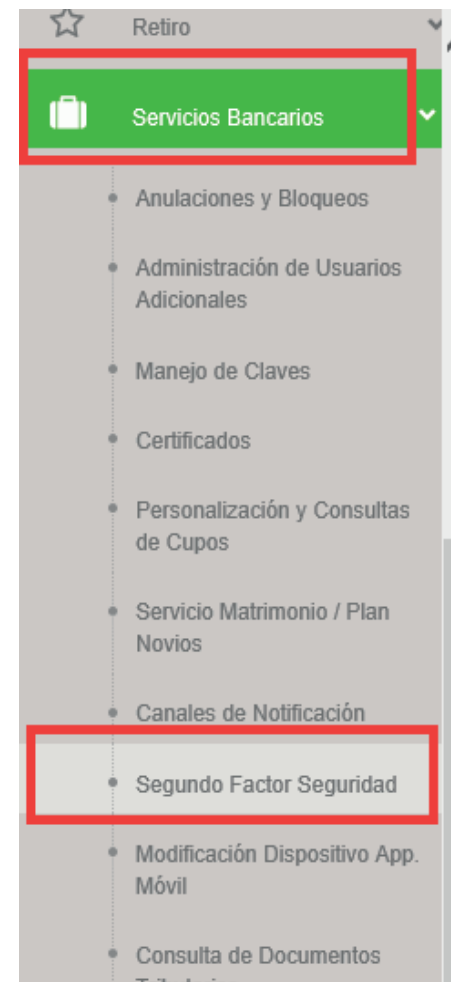 Retiro
Servicios Bancarios
Anulaciones y Bloqueos
Administración de Usuarios
Adicionales
Manejo de Claves
Certificados
Personalización y Consultas
de Cupos
Servicio Matrimonio / Plan
Novios
Canales de Notificación
Segundo Factor Seguridad
Modificación Dispositivo App.
Móvil
Consulta de Documentos